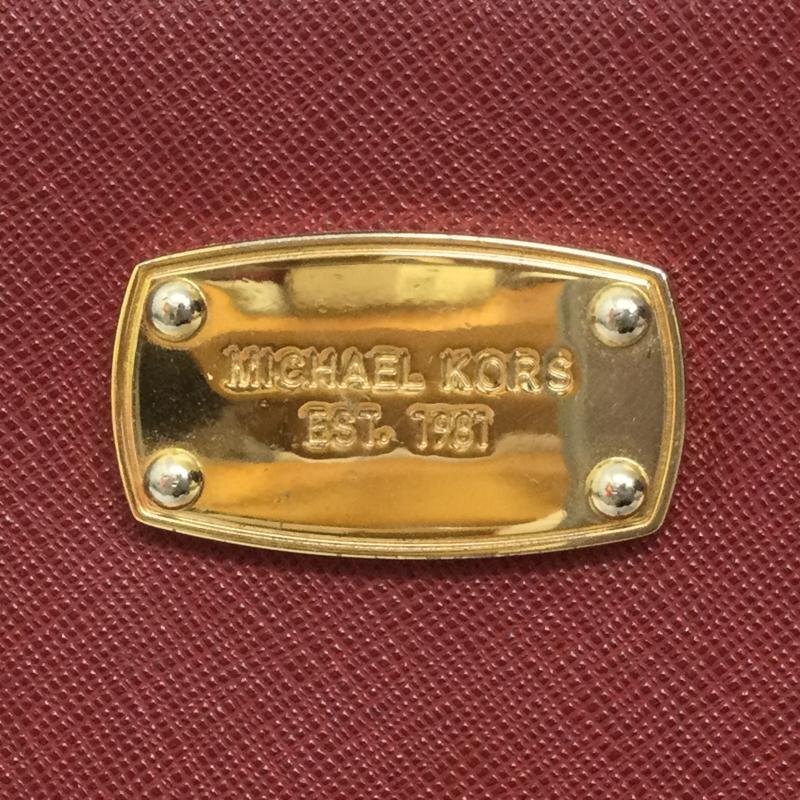 MICHAEL KORS
EST. 1981